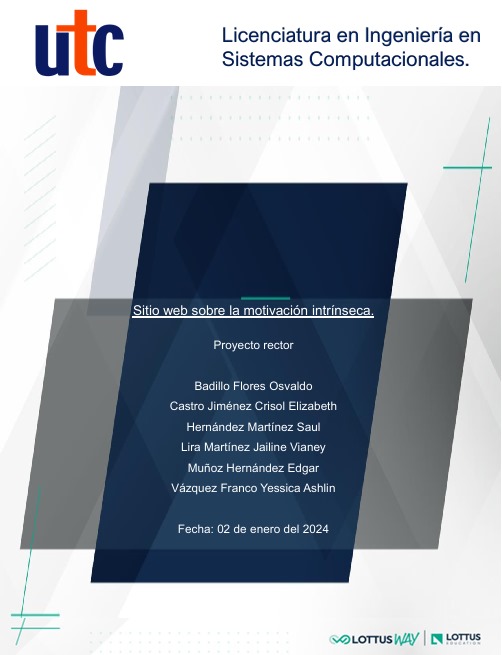 utc
Licenciatura en Ingeniería en
Sistemas Computacionales.
Sitio web sobre la motivación intrínseca.
Proyecto rector
Badillo Flores Osvaldo
Castro Jiménez Crisol Elizabeth
Hernández Martínez Saul
Lira Martínez Jailine Vianey
Muñoz Hernández Edgar
Vázquez Franco Yessica Ashlin
Fecha: 02 de enero del 2024
LOTTUS WAY
LOTTUS
EDUCATION